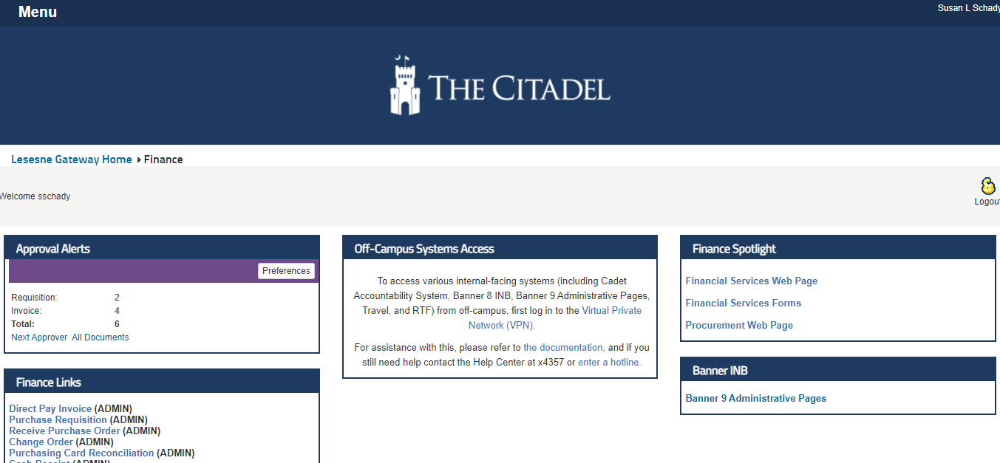 Menu
Susan L Schady
THE CITADEL
Lesesne Gateway Home Finance
Welcome sschady
Logout
Approval Alerts
Preferences
Requisition: 2
Invoice: 4
Total: 6
Next Approver All Documents
Finance Links
Direct Pay Invoice (ADMIN)
Purchase Requisition (ADMIN)
Receive Purchase Order (ADMIN)
Change Order (ADMIN)
Purchasing Card Reconciliation (ADMIN)
Cash Receipt (ADMIN)
Off-Campus Systems Access
To access various internal-facing systems (including Cadet
Accountability System, Banner 8 INB, Banner 9 Administrative Pages,
Travel, and RTF) from off-campus, first log in to the Virtual Private
Network (VPN).
For assistance with this, please refer to the documentation, and if you
still need help contact the Help Center at x4357 or enter a hotline.
Finance Spotlight
Financial Services Web Page
Financial Services Forms
Procurement Web Page
Banner INB
Banner 9 Administrative Pages